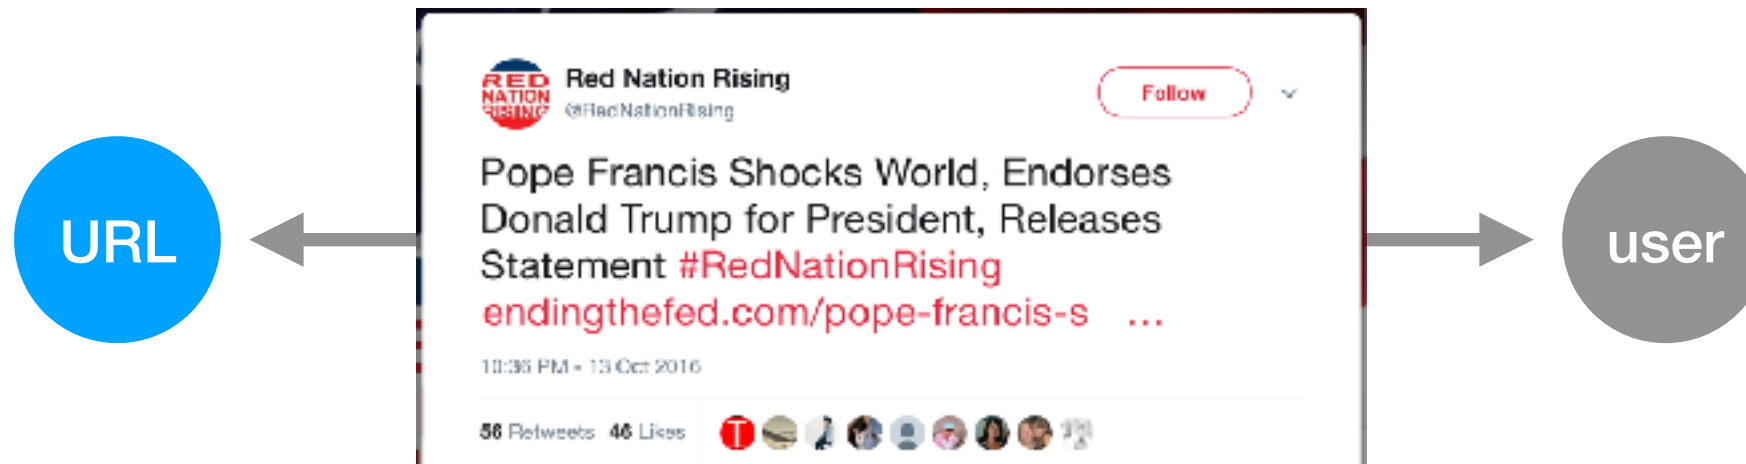 RED
NATION
RISING
Red Nation Rising
@RedNationRising
Follow
Pope Francis Shocks World, Endorses
Donald Trump for President, Releases
Statement #RedNationRising
endingthefed.com/pope-francis-s ...
10:36 PM - 13 Oct 2016
56 Retweets 46 Likes
T
URL
user